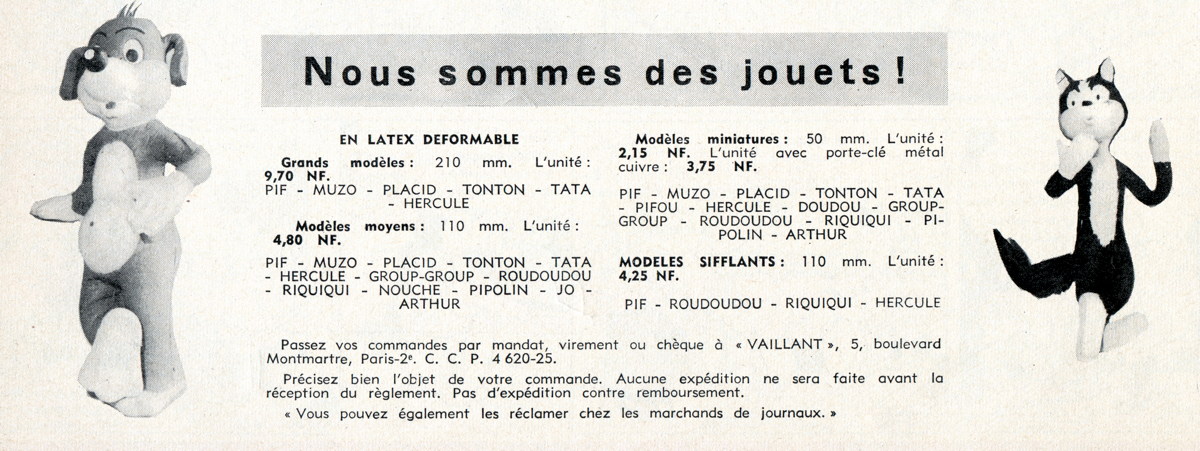 Nous sommes des jouets !
EN LATEX DEFORMABLE
Grands modèles : 210 mm. L'unité :
9,70 NF.
PIF - MUZO - PLACID - TONTON - TATA
- HERCULE
Modèles moyens : 110 mm. L'unité :
4,80 NF.
PIF - MUZO - PLACID - TONTON - TATA
- HERCULE - GROUP-GROUP - ROUDOUDOU
- RIQUIQUI - NOUCHE - PIPOLIN - JO -
ARTHUR
Modèles miniatures : 50 mm. L'unité :
2,15 NF. L'unité avec porte-clé métal
cuivre : 3,75 NF.
PIF - MUZO - PLACID - TONTON - TATA
- PIFOU - HERCULE - DOUDOU - GROUP-
GROUP - ROUDOUDOU - RIQUIQUI - PI-
POLIN - ARTHUR
MODELES SIFFLANTS : 110 mm. L'unité :
4,25 NF.
PIF - ROUDOUDOU - RIQUIQUI - HERCULE
Passez vos commandes par mandat, virement ou chèque à « VAILLANT », 5, boulevard
Montmartre, Paris-2e. C. C. P. 4 620-25.
Précisez bien l'objet de votre commande. Aucune expédition ne sera faite avant la
réception du règlement. Pas d'expédition contre remboursement.
« Vous pouvez également les réclamer chez les marchands de journaux. »